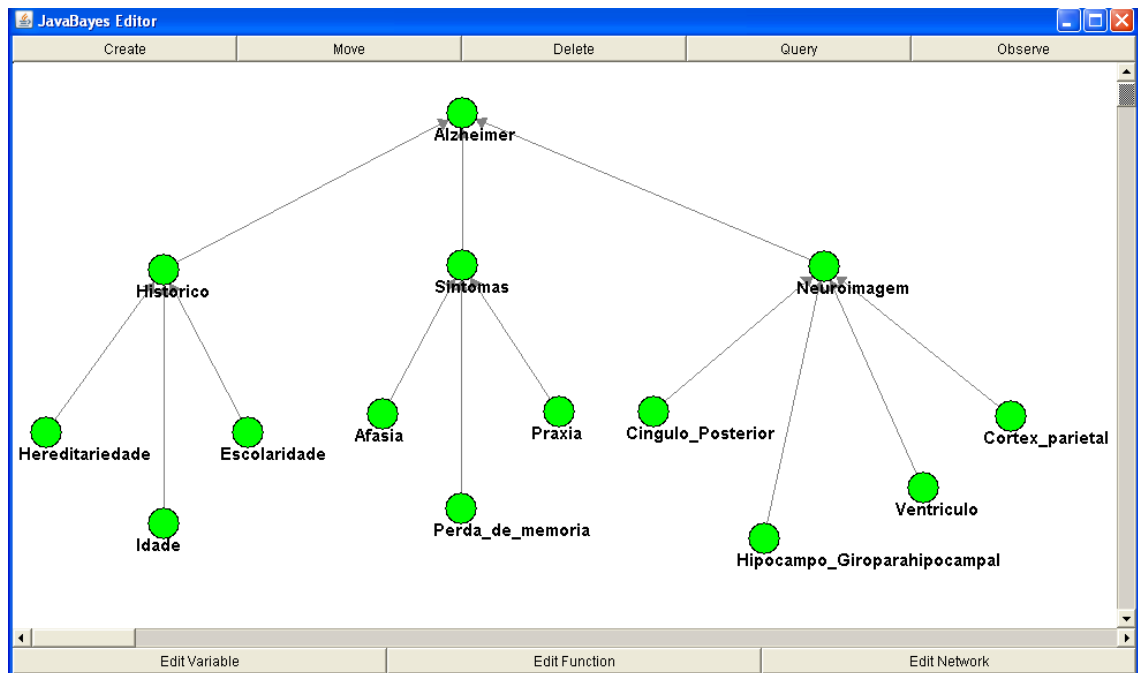 JavaBayes Editor
Create Move Delete Query Observe
Alzheimer
Historico Sintomas Neuroimagem
Hereditariedade Escolaridade Afasia Praxia Cingulo_Posterior Cortex_parietal
Idade Perda_de_memoria Ventriculo
Hipocampo_Giroparahipocampal
Edit Variable Edit Function Edit Network